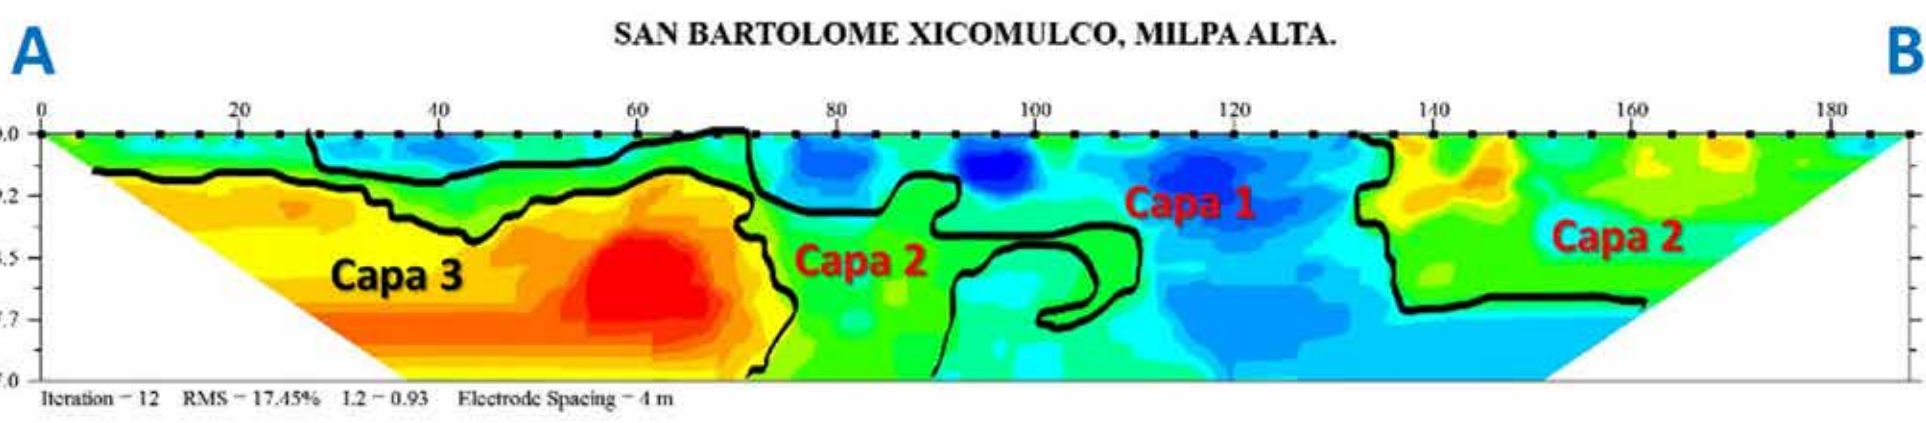 SAN BARTOLOME XICOMULCO, MILPA ALTA.
A B
0 20 40 60 80 100 120 140 160 180
Capa 1
Capa 2
Capa 2
Capa 3
Iteration = 12 RMS = 17.45% L2 = 0.93 Electrode Spacing = 4 m